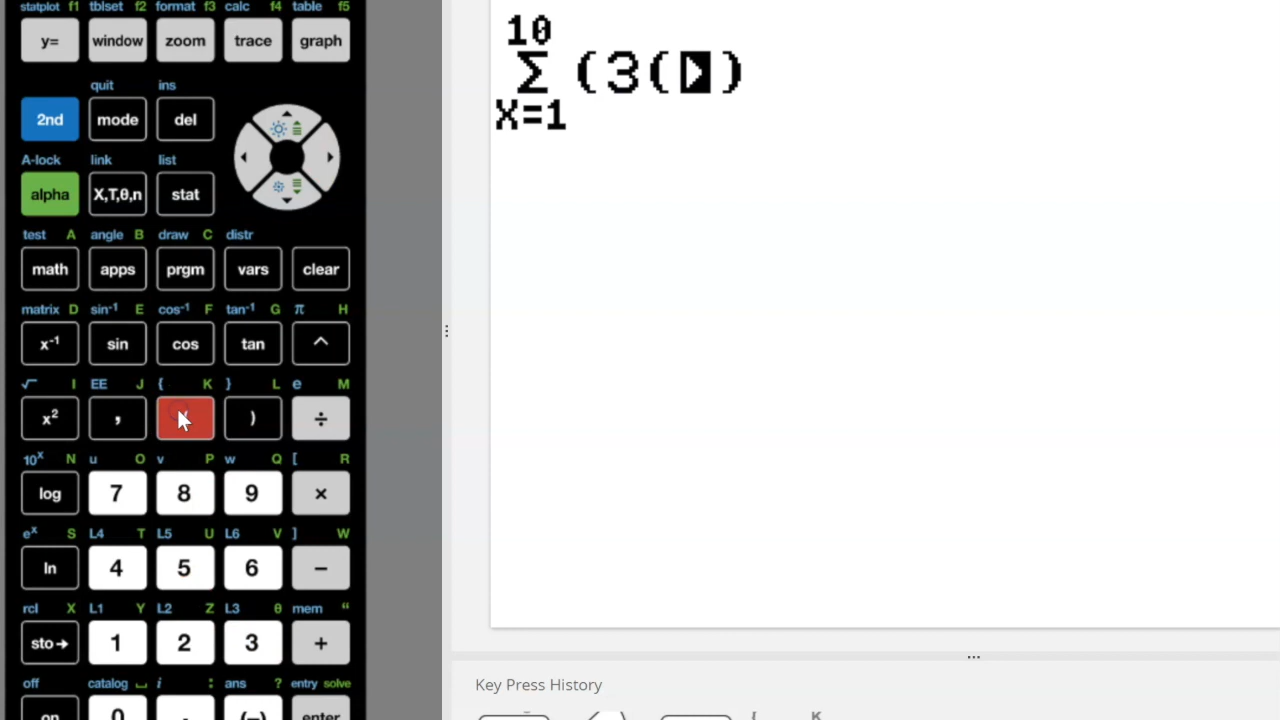 statplot f1 tblset f2 format f3 calc f4 table f5
y= window zoom trace graph
quit ins
2nd mode del
A-lock link list
alpha X,T,θ,n stat
test A angle B draw C distr
math apps prgm vars clear
matrix D sin⁻¹ E cos⁻¹ F tan⁻¹ G π H
x⁻¹ sin cos tan ^
√‾ I EE J { K } L e M
x² , ) ÷
10ˣ N u O v P w Q [ R
log 7 8 9 ×
eˣ S L4 T L5 U L6 V ] W
ln 4 5 6 −
rcl X L1 Y L2 Z L3 θ mem “
sto→ 1 2 3 +
off catalog ⎵ i : ans ? entry solve
on 0 . (−) enter
10
Σ (3( )
X=1
Key Press History
{ K